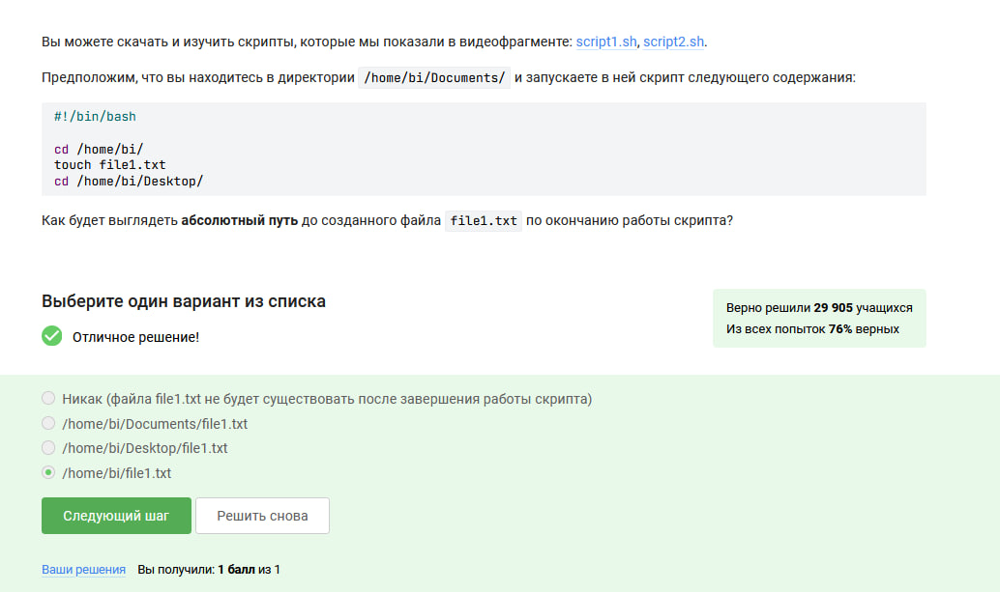 Вы можете скачать и изучить скрипты, которые мы показали в видеофрагменте: script1.sh, script2.sh.
Предположим, что вы находитесь в директории /home/bi/Documents/ и запускаете в ней скрипт следующего содержания:
#!/bin/bash
cd /home/bi/
touch file1.txt
cd /home/bi/Desktop/
Как будет выглядеть абсолютный путь до созданного файла file1.txt по окончанию работы скрипта?
Выберите один вариант из списка
Отличное решение!
Верно решили 29 905 учащихся
Из всех попыток 76% верных
Никак (файла file1.txt не будет существовать после завершения работы скрипта)
/home/bi/Documents/file1.txt
/home/bi/Desktop/file1.txt
/home/bi/file1.txt
Следующий шаг
Решить снова
Ваши решения Вы получили: 1 балл из 1